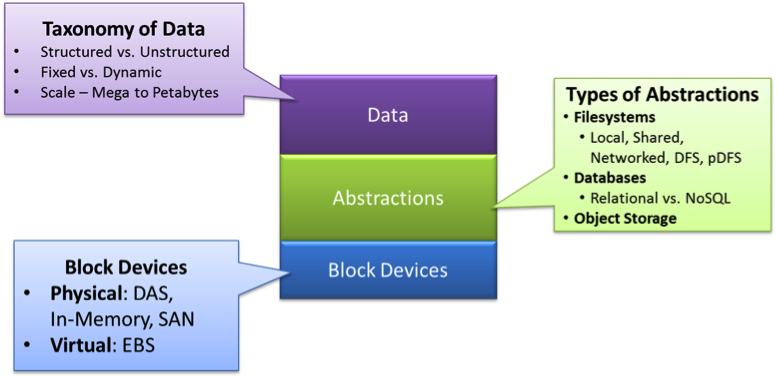 Taxonomy of Data
• Structured vs. Unstructured
• Fixed vs. Dynamic
• Scale – Mega to Petabytes
Data
Abstractions
Block Devices
Types of Abstractions
• Filesystems
• Local, Shared,
Networked, DFS, pDFS
• Databases
• Relational vs. NoSQL
• Object Storage
Block Devices
• Physical: DAS,
In-Memory, SAN
• Virtual: EBS